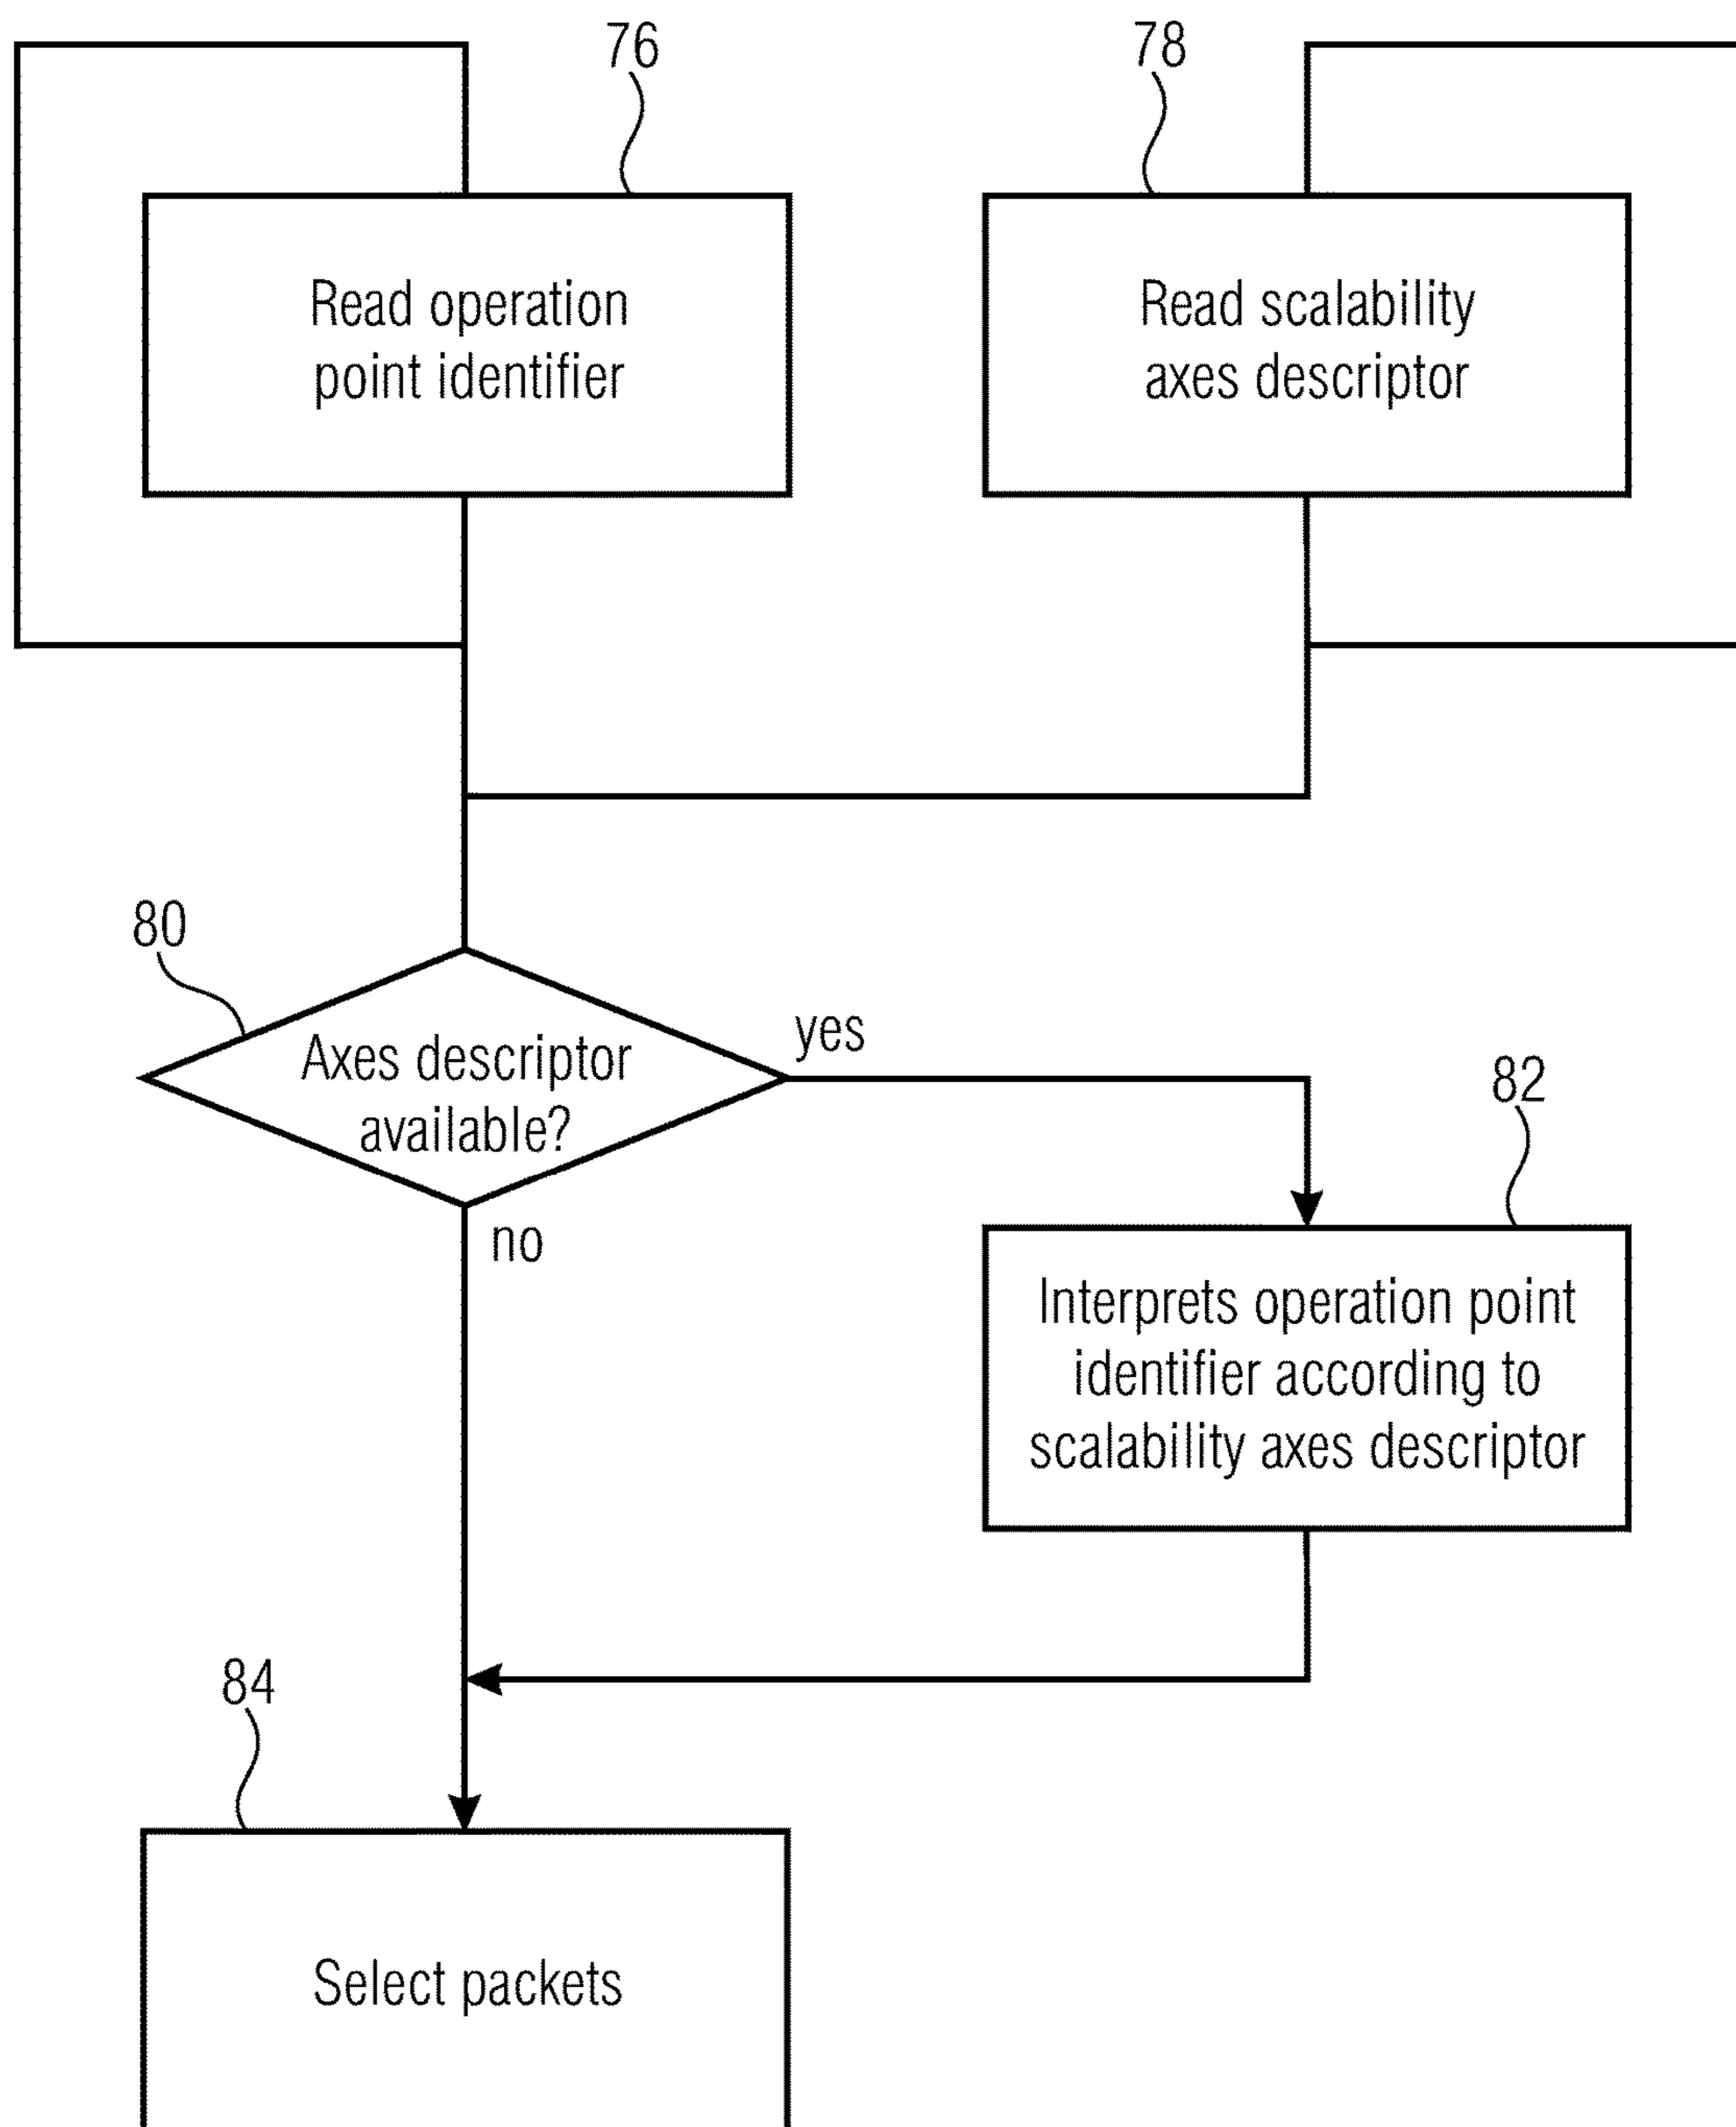 76
78
Read operation
point identifier
Read scalability
axes descriptor
80
Axes descriptor
available?
yes
no
82
Interprets operation point
identifier according to
scalability axes descriptor
84
Select packets